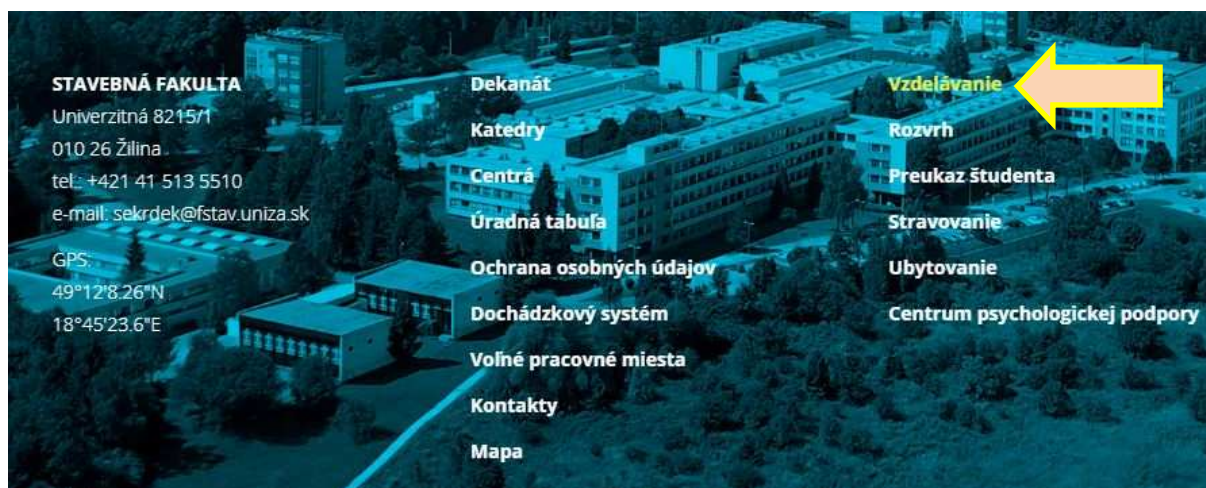 STAVEBNÁ FAKULTA
Univerzitná 8215/1
010 26 Žilina
tel.: +421 41 513 5510
e-mail: sekrdek@fstav.uniza.sk
GPS:
49°12'8.26"N
18°45'23.6"E
Dekanát
Katedry
Centrá
Úradná tabuľa
Ochrana osobných údajov
Dochádzkový systém
Voľné pracovné miesta
Kontakty
Mapa
Vzdelávanie
Rozvrh
Preukaz študenta
Stravovanie
Ubytovanie
Centrum psychologickej podpory